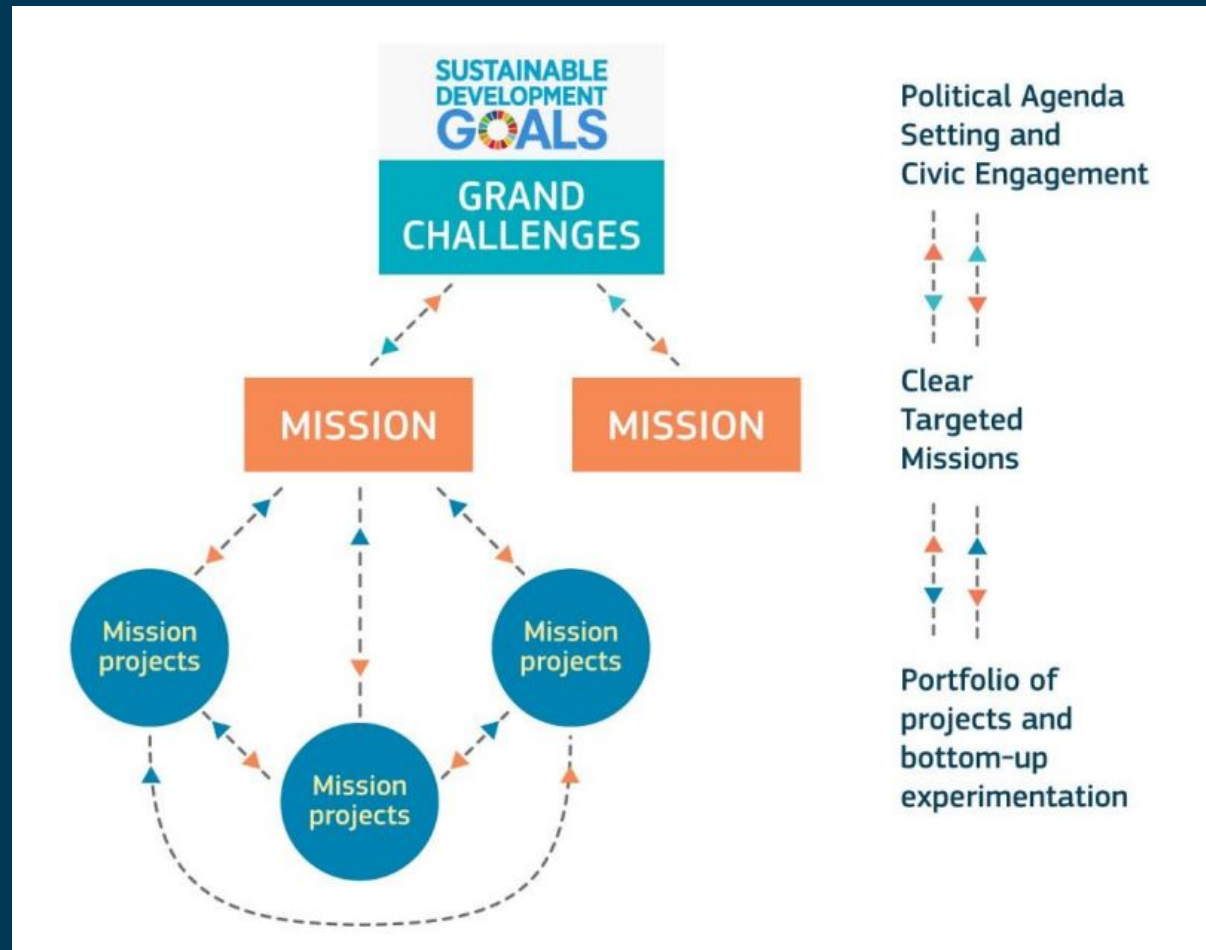 SUSTAINABLE
DEVELOPMENT
GOALS
GRAND
CHALLENGES
MISSION
MISSION
Mission
projects
Mission
projects
Mission
projects
Political Agenda
Setting and
Civic Engagement
Clear
Targeted
Missions
Portfolio of
projects and
bottom-up
experimentation